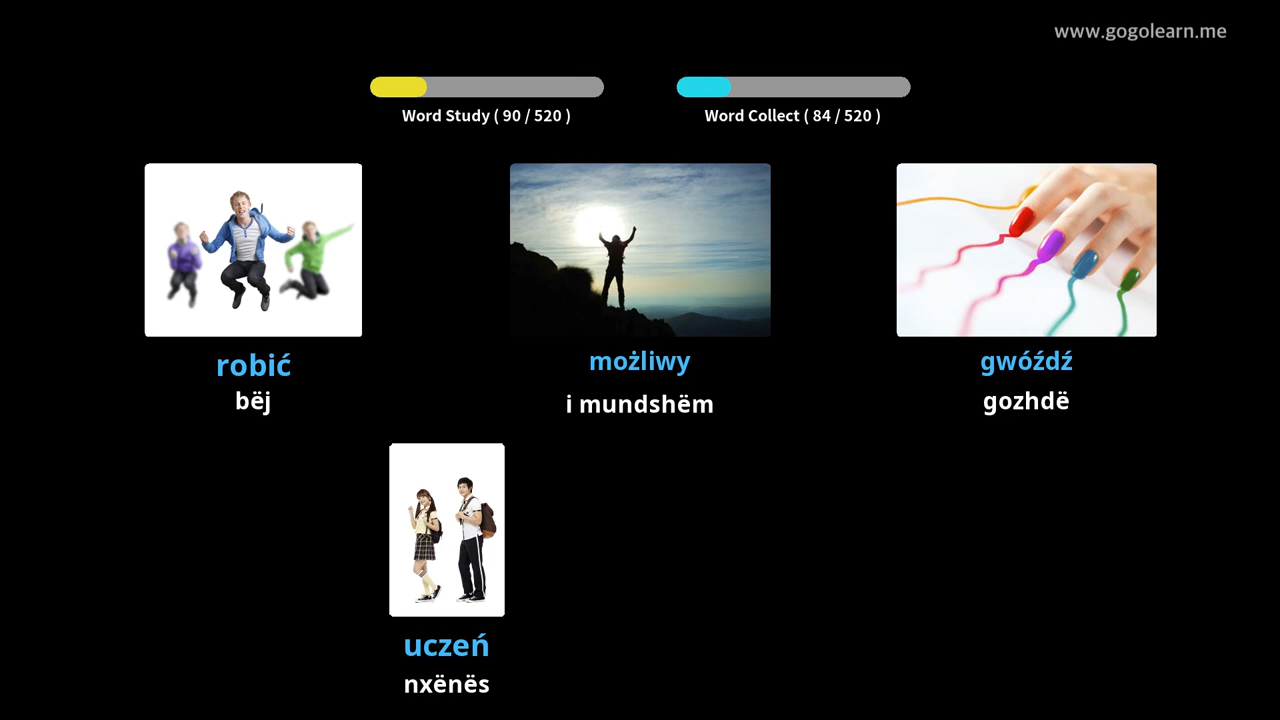 www.gogolearn.me
Word Study ( 90 / 520 )
Word Collect ( 84 / 520 )
robić
bëj
możliwy
i mundshëm
gwóźdź
gozhdë
uczeń
nxënës